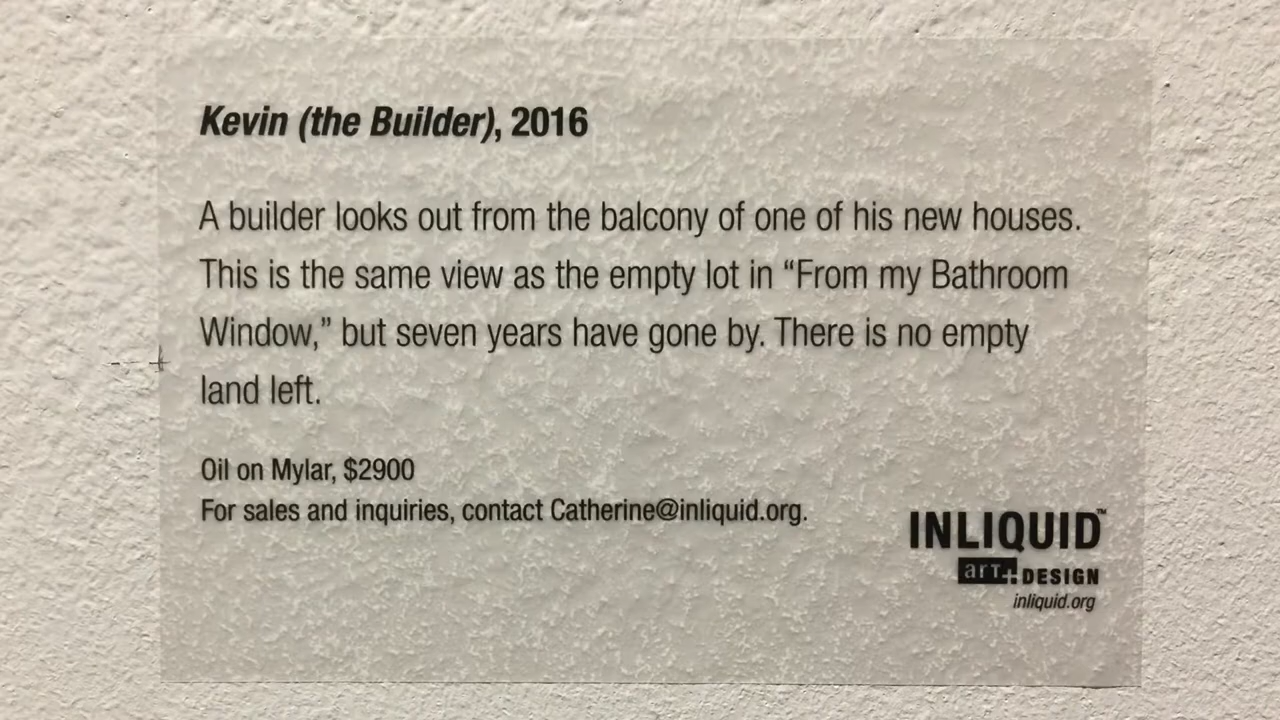 Kevin (the Builder), 2016
A builder looks out from the balcony of one of his new houses.
This is the same view as the empty lot in “From my Bathroom
Window,” but seven years have gone by. There is no empty
land left.
Oil on Mylar, $2900
For sales and inquiries, contact Catherine@inliquid.org.
INLIQUID™
art+DESIGN
inliquid.org